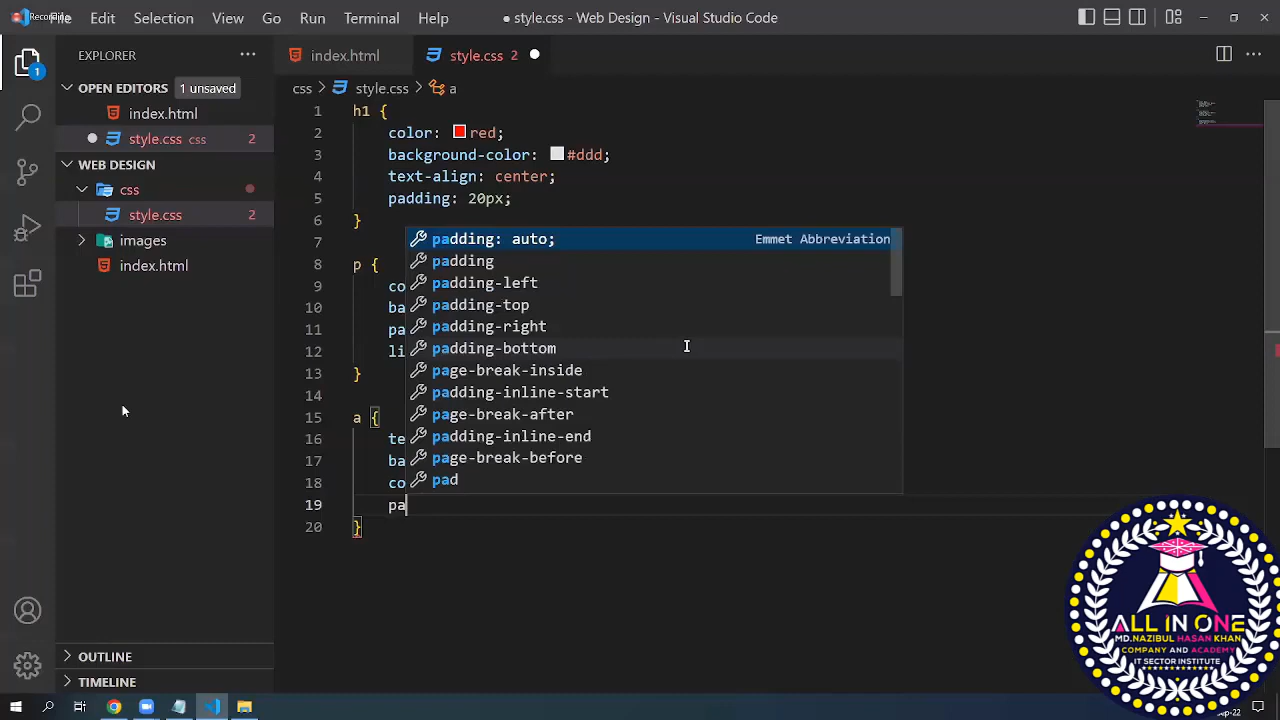 File Edit Selection View Go Run Terminal Help
● style.css - Web Design - Visual Studio Code
EXPLORER
index.html
style.css 2
OPEN EDITORS 1 unsaved
css > style.css > a
index.html
style.css css 2
WEB DESIGN
css
style.css 2
images
index.html
1 h1 {
2 color: red;
3 background-color: #ddd;
4 text-align: center;
5 padding: 20px;
6 }
7
8 p {
9 co
10 ba
11 pa
12 li
13 }
14
15 a {
16 te
17 ba
18 co
19 pa
20 }
padding: auto; Emmet Abbreviation
padding
padding-left
padding-top
padding-right
padding-bottom
page-break-inside
padding-inline-start
page-break-after
padding-inline-end
page-break-before
pad
OUTLINE
TIMELINE
1
ALL IN ONE
MD.NAZIBUL HASAN KHAN
COMPANY AND ACADEMY
IT SECTOR INSTITUTE